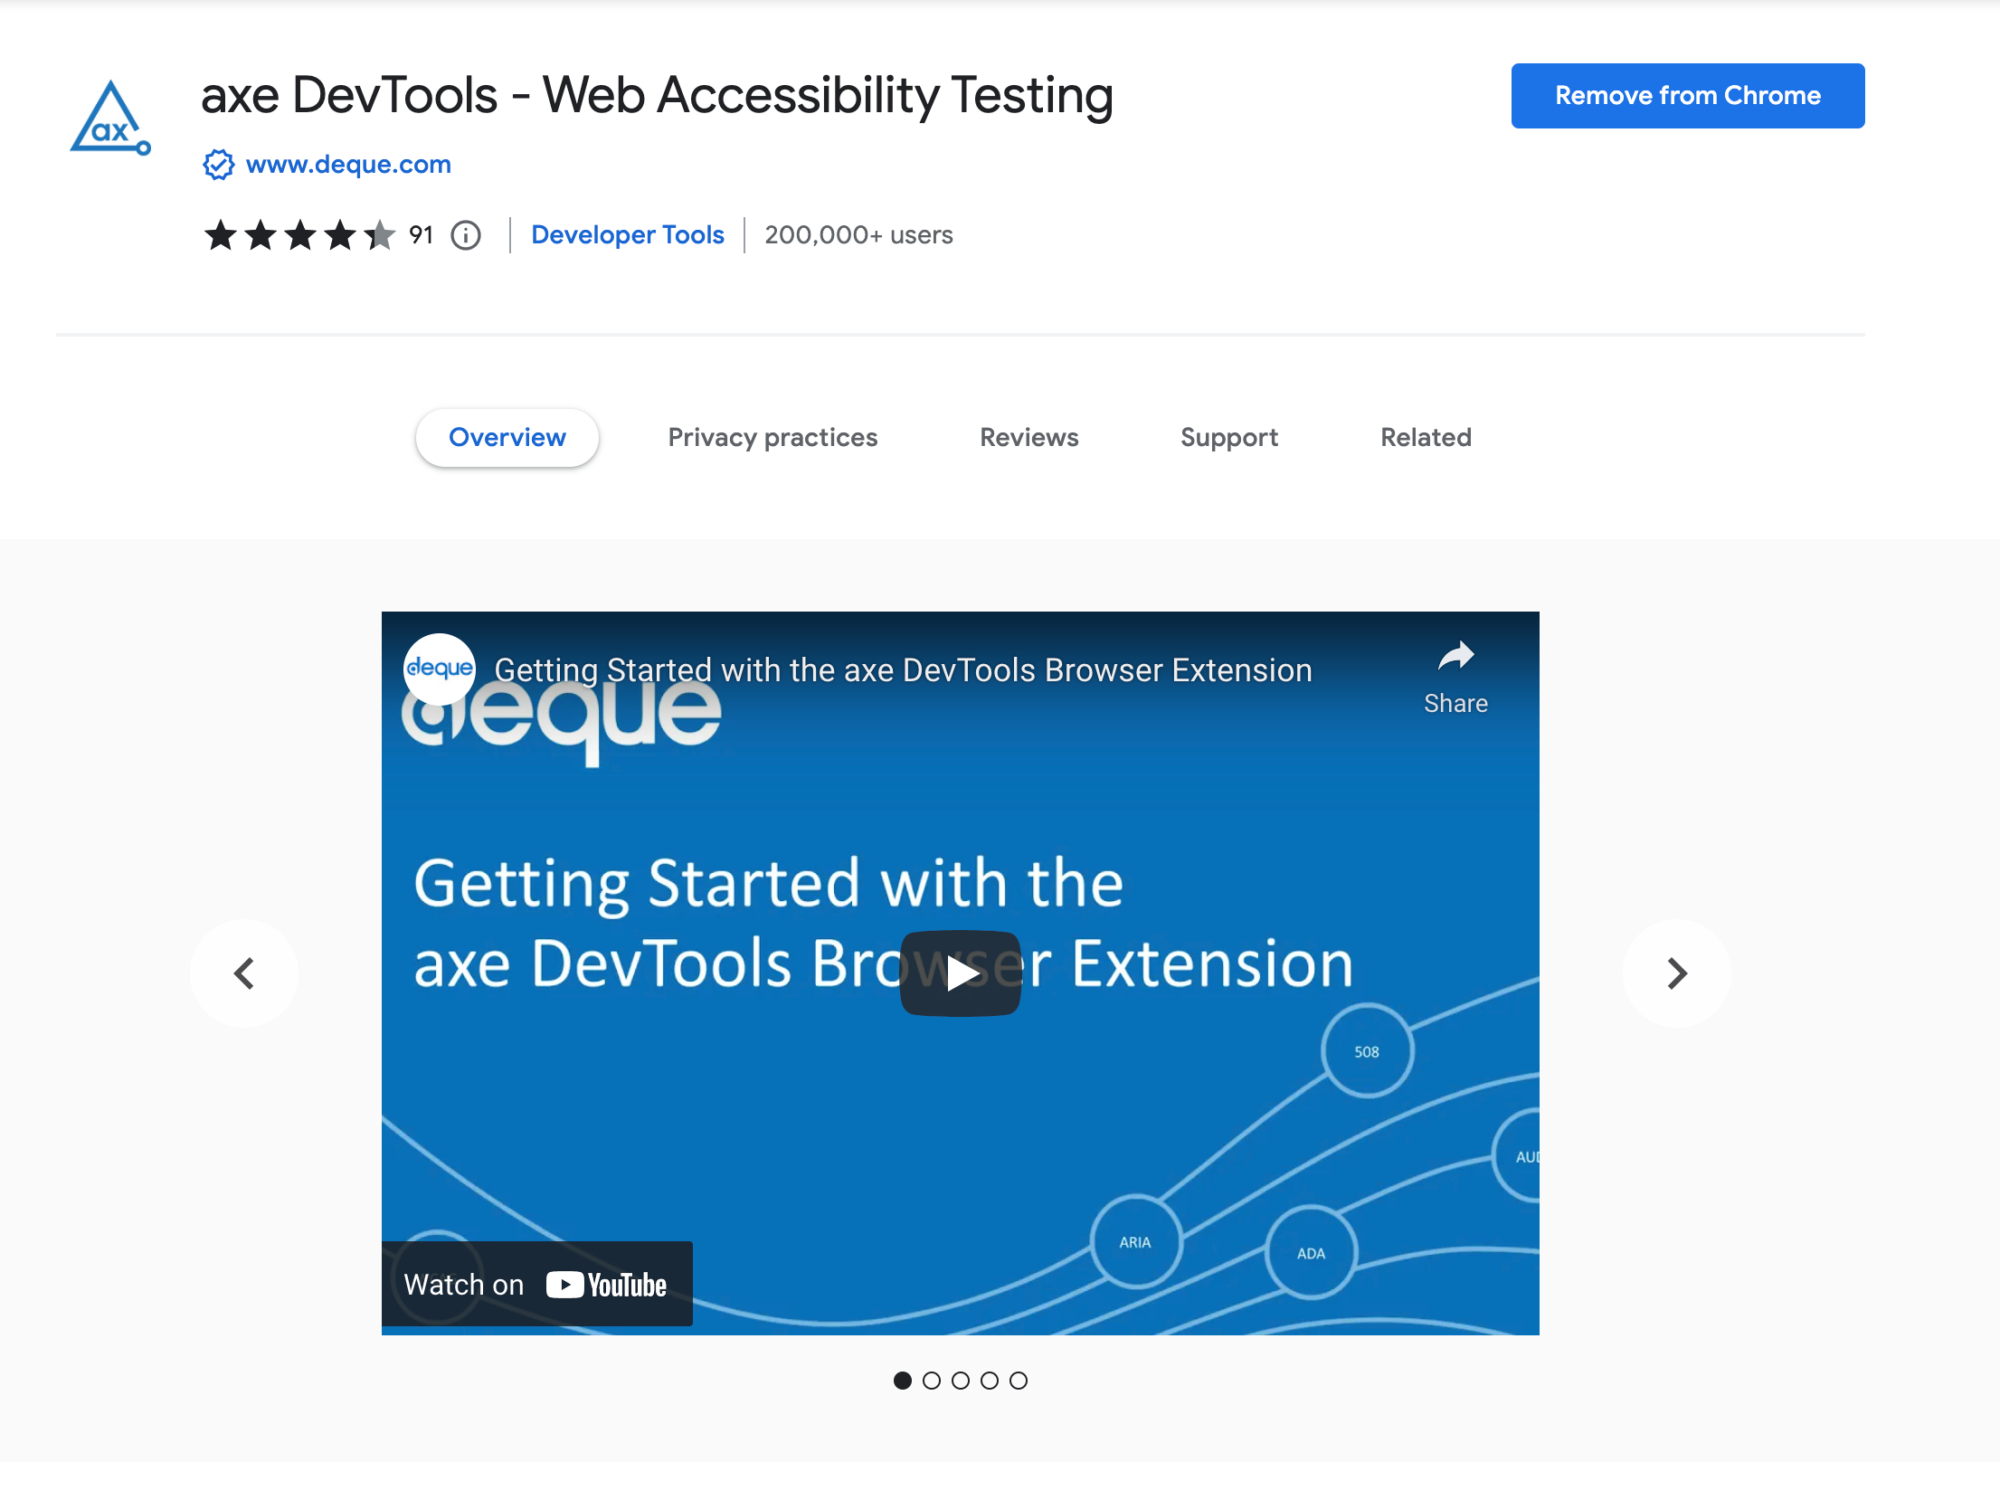 axe DevTools - Web Accessibility Testing
Remove from Chrome
ax
www.deque.com
91
Developer Tools
200,000+ users
Overview
Privacy practices
Reviews
Support
Related
deque
Getting Started with the axe DevTools Browser Extension
Share
deque
Getting Started with the
axe DevTools Browser Extension
508
AUD
ARIA
ADA
Watch on YouTube